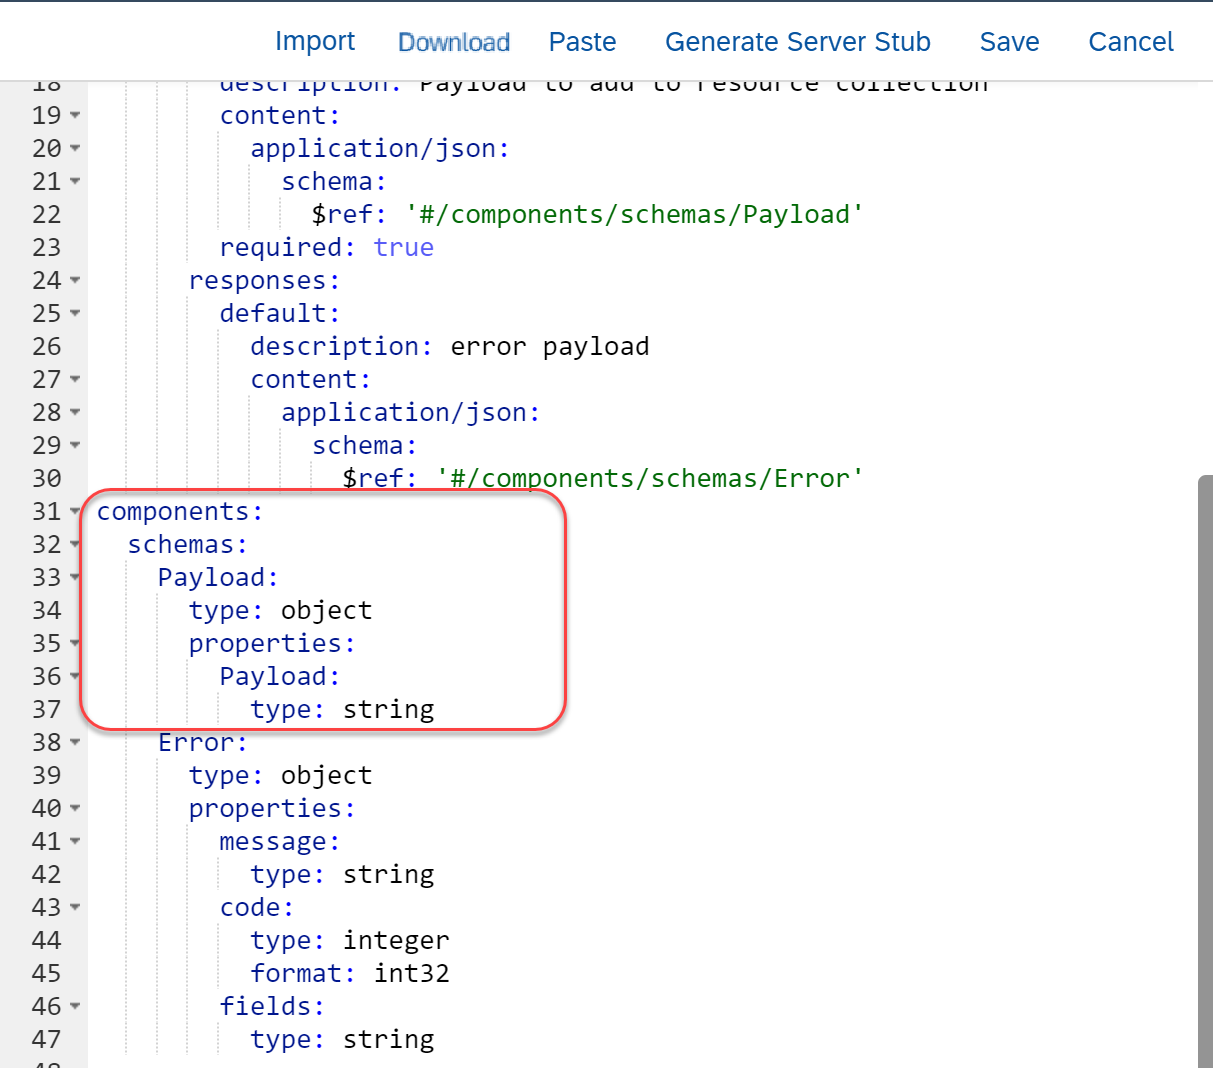 Import Download Paste Generate Server Stub Save Cancel
18 description: Payload to add to resource collection
19 content:
20 application/json:
21 schema:
22 $ref: '#/components/schemas/Payload'
23 required: true
24 responses:
25 default:
26 description: error payload
27 content:
28 application/json:
29 schema:
30 $ref: '#/components/schemas/Error'
31 components:
32 schemas:
33 Payload:
34 type: object
35 properties:
36 Payload:
37 type: string
38 Error:
39 type: object
40 properties:
41 message:
42 type: string
43 code:
44 type: integer
45 format: int32
46 fields:
47 type: string
48